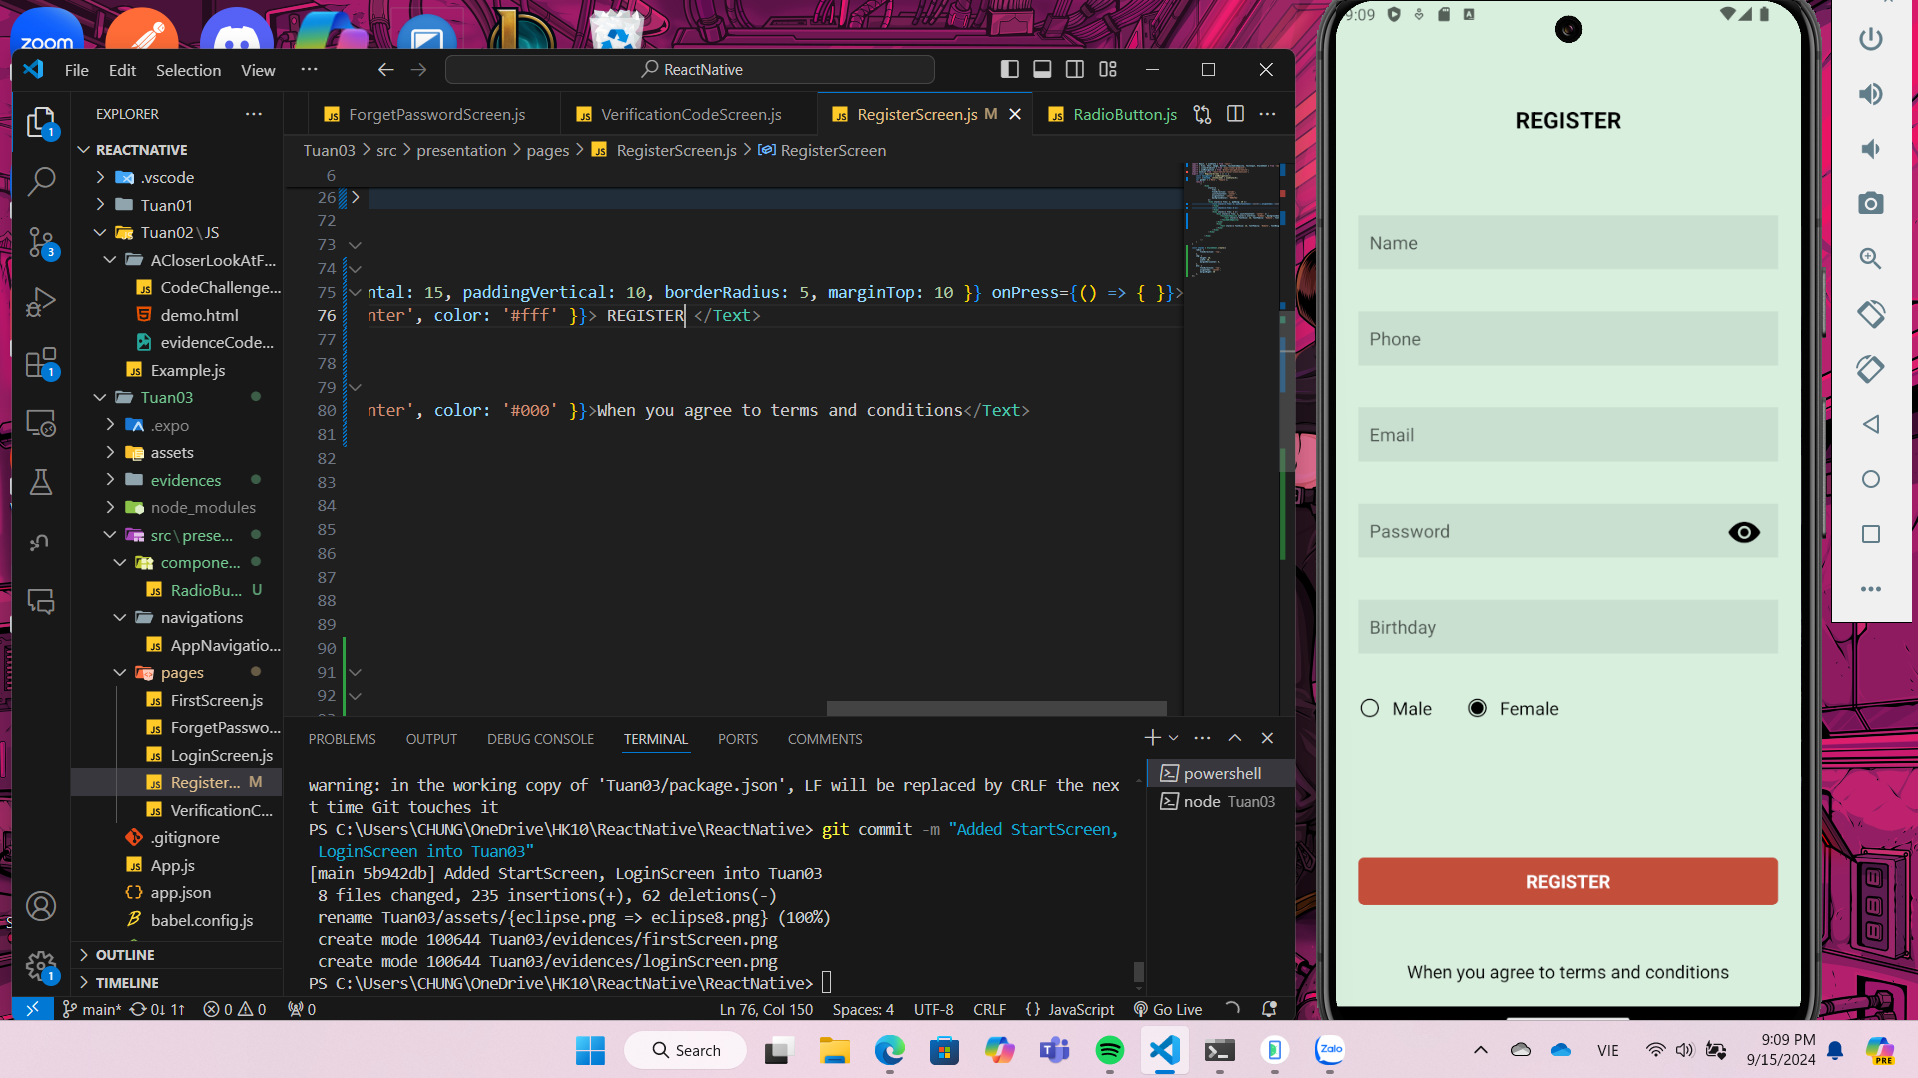 zoom
File Edit Selection View ···
ReactNative
EXPLORER
REACTNATIVE
.vscode
Tuan01
Tuan02\JS
ACloserLookAtF...
CodeChallenge...
demo.html
evidenceCode...
Example.js
Tuan03
.expo
assets
evidences
node_modules
src\prese...
compone...
RadioBu... U
navigations
AppNavigatio...
pages
FirstScreen.js
ForgetPasswo...
LoginScreen.js
Register... M
VerificationC...
.gitignore
App.js
app.json
babel.config.js
OUTLINE
TIMELINE
ForgetPasswordScreen.js
VerificationCodeScreen.js
RegisterScreen.js M
RadioButton.js
Tuan03 > src > presentation > pages > RegisterScreen.js > RegisterScreen
6
26
72
73
74
75 ntal: 15, paddingVertical: 10, borderRadius: 5, marginTop: 10 }} onPress={() => { }}>
76 nter', color: '#fff' }}> REGISTER </Text>
77
78
79
80 nter', color: '#000' }}>When you agree to terms and conditions</Text>
81
82
83
84
85
86
87
88
89
90
91
92
PROBLEMS OUTPUT DEBUG CONSOLE TERMINAL PORTS COMMENTS
powershell
node Tuan03
warning: in the working copy of 'Tuan03/package.json', LF will be replaced by CRLF the nex
t time Git touches it
PS C:\Users\CHUNG\OneDrive\HK10\ReactNative\ReactNative> git commit -m "Added StartScreen,
LoginScreen into Tuan03"
[main 5b942db] Added StartScreen, LoginScreen into Tuan03
8 files changed, 235 insertions(+), 62 deletions(-)
rename Tuan03/assets/{eclipse.png => eclipse8.png} (100%)
create mode 100644 Tuan03/evidences/firstScreen.png
create mode 100644 Tuan03/evidences/loginScreen.png
PS C:\Users\CHUNG\OneDrive\HK10\ReactNative\ReactNative>
main* 0↓ 1↑ 0 0 0
Ln 76, Col 150 Spaces: 4 UTF-8 CRLF {} JavaScript Go Live
9:09
REGISTER
Name
Phone
Email
Password
Birthday
Male Female
REGISTER
When you agree to terms and conditions
Search
Zalo
VIE
9:09 PM
9/15/2024
PRE